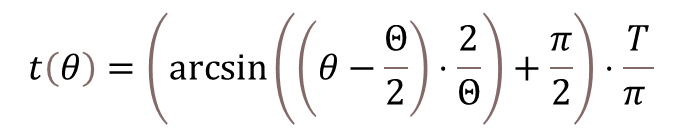 t(θ) = (arcsin((θ − Θ/2) · 2/Θ) + π/2) · T/π